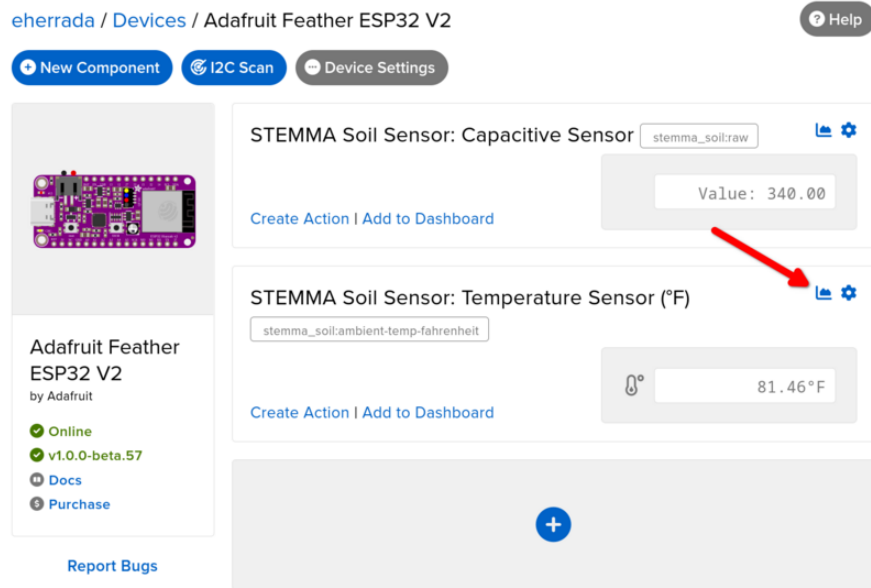 eherrada / Devices / Adafruit Feather ESP32 V2
Help
New Component
I2C Scan
Device Settings
STEMMA Soil Sensor: Capacitive Sensor
stemma_soil:raw
Value: 340.00
Create Action | Add to Dashboard
STEMMA Soil Sensor: Temperature Sensor (°F)
stemma_soil:ambient-temp-fahrenheit
81.46°F
Create Action | Add to Dashboard
Adafruit Feather
ESP32 V2
by Adafruit
Online
v1.0.0-beta.57
Docs
Purchase
Report Bugs